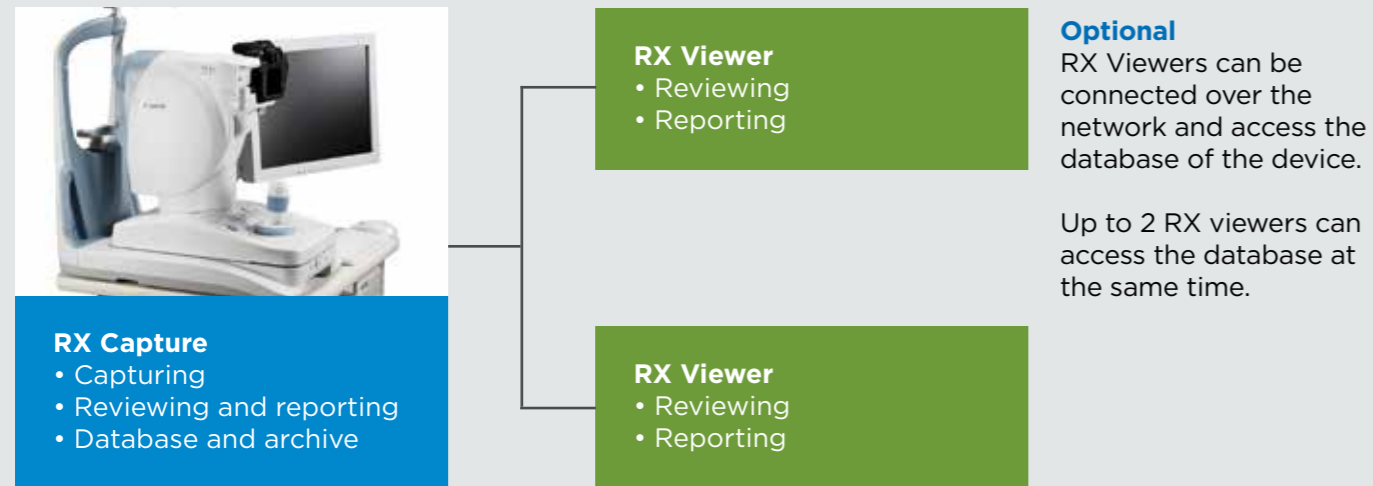 RX Capture
• Capturing
• Reviewing and reporting
• Database and archive
RX Viewer
• Reviewing
• Reporting
RX Viewer
• Reviewing
• Reporting
Optional
RX Viewers can be
connected over the
network and access the
database of the device.
Up to 2 RX viewers can
access the database at
the same time.